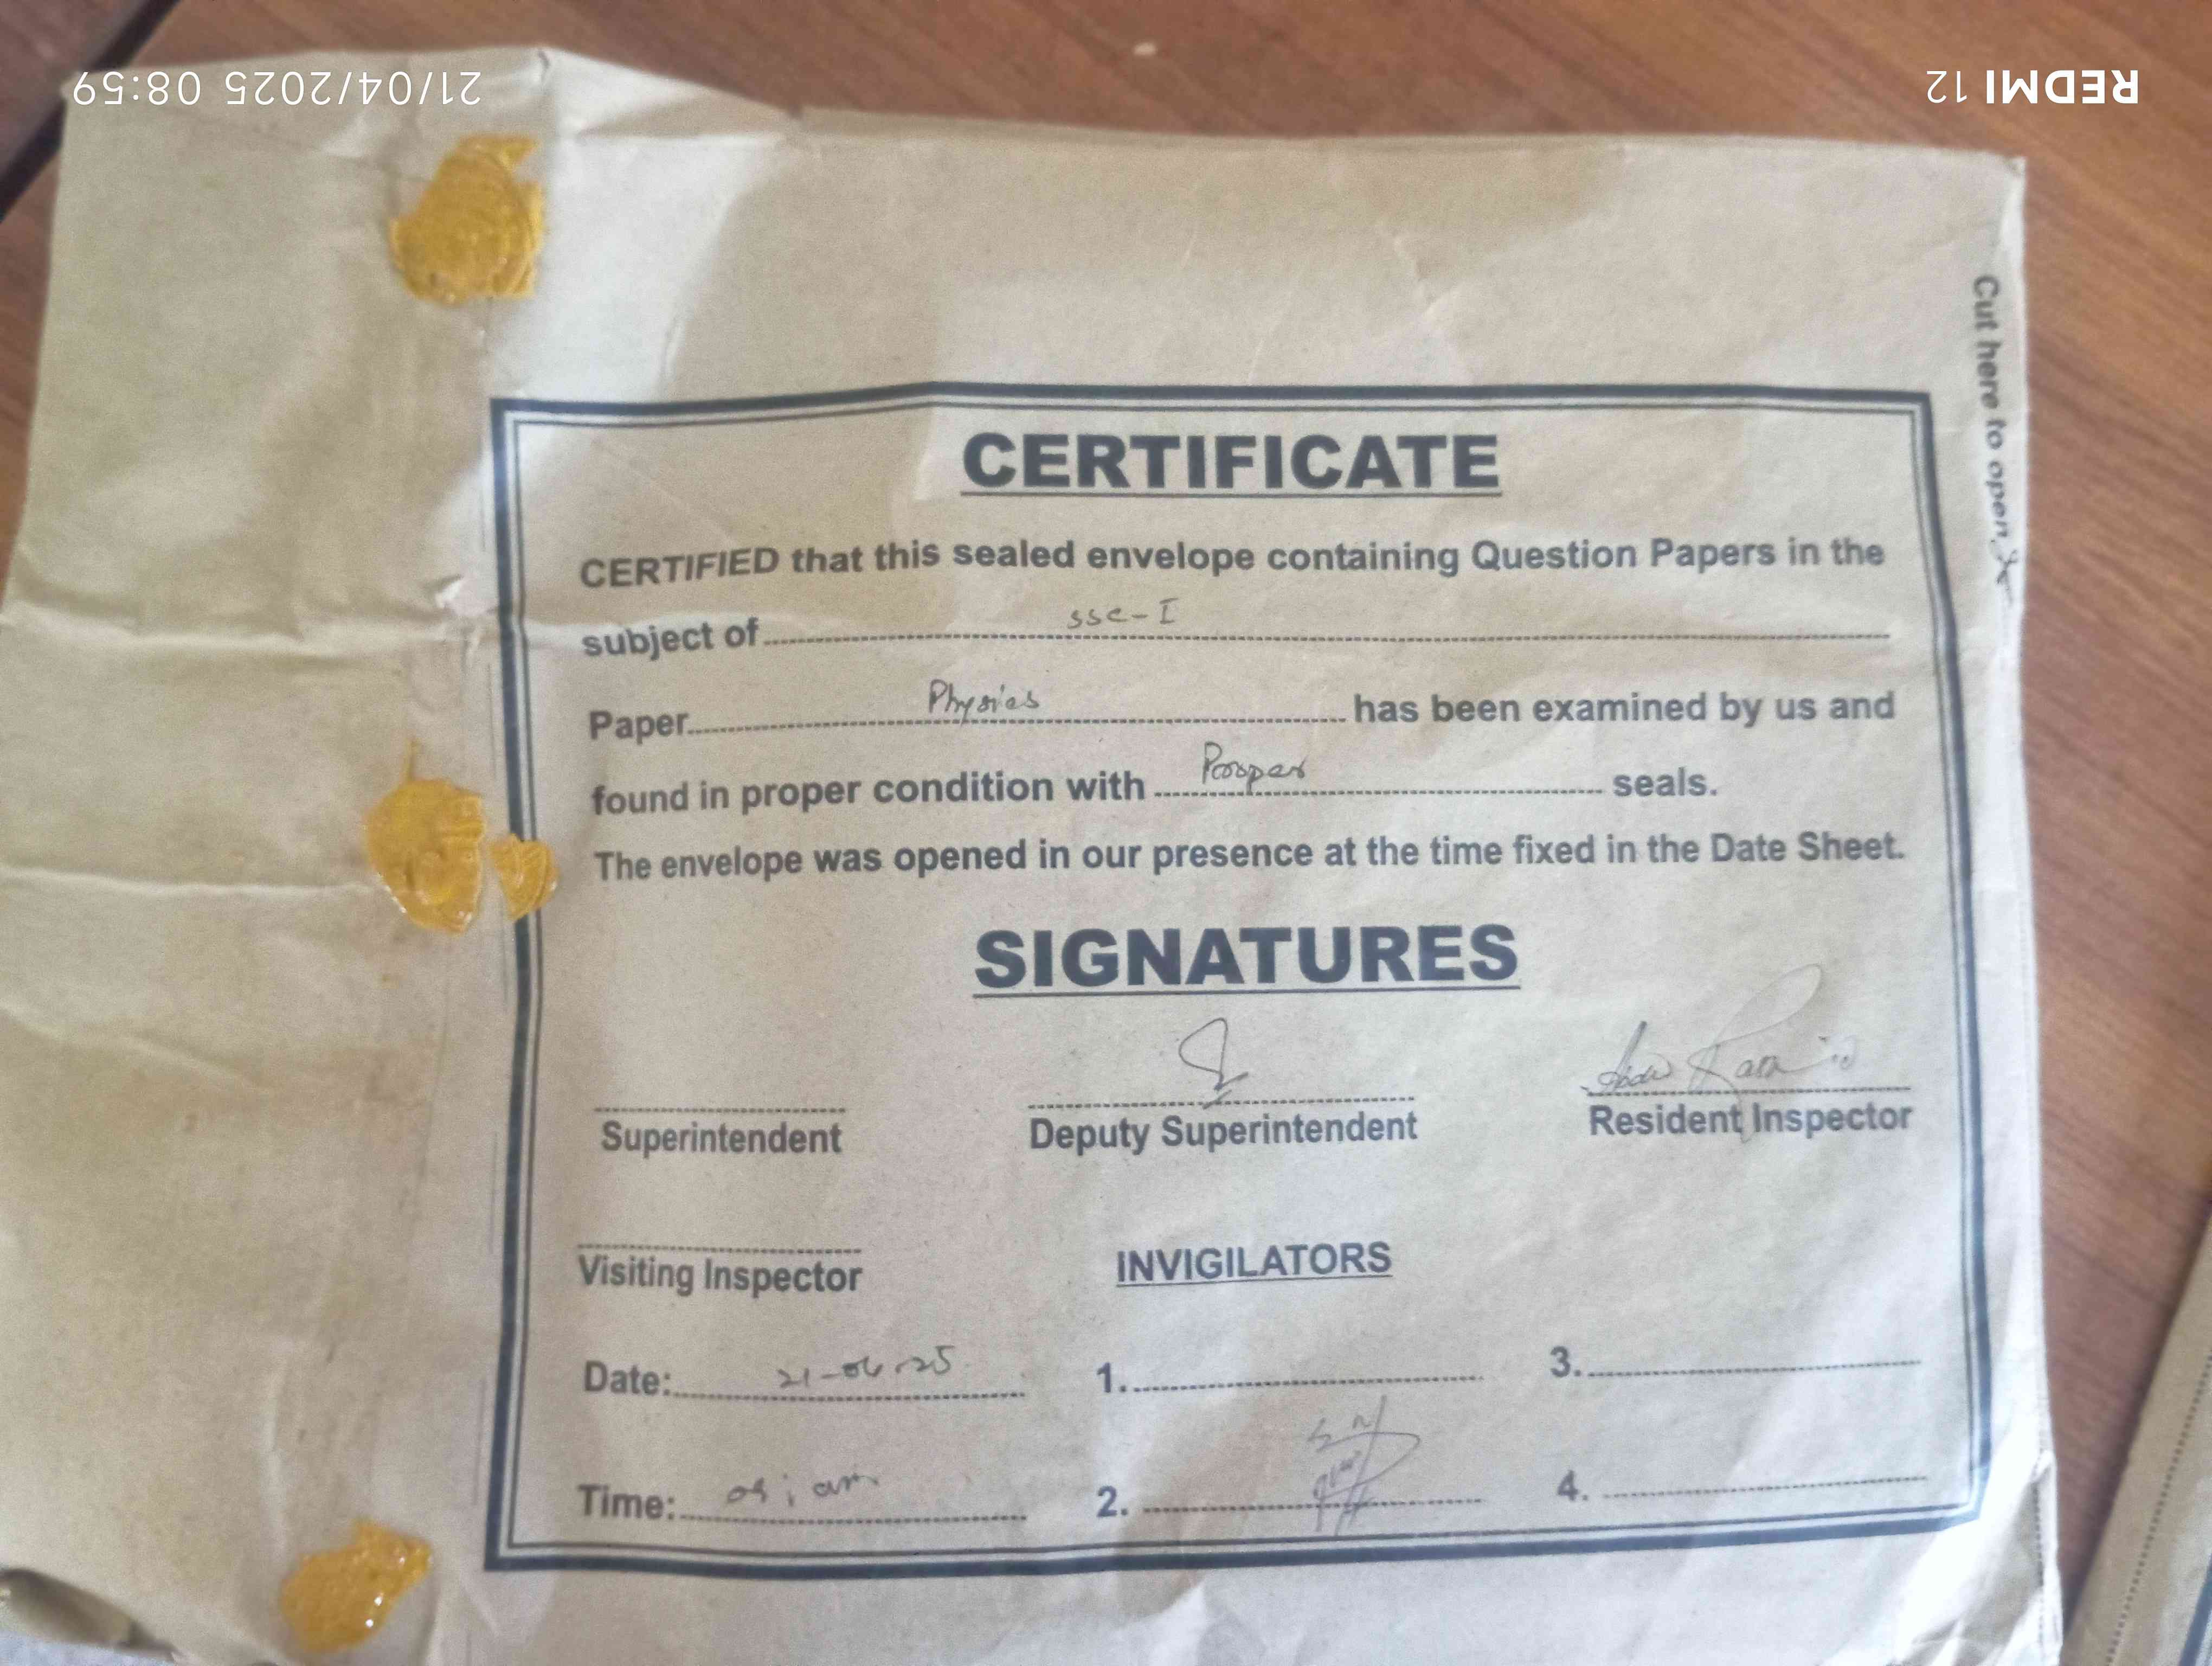 21/04/2025 08:59
REDMI 12
Cut here to open
CERTIFICATE
CERTIFIED that this sealed envelope containing Question Papers in the
subject of SSC-I
Paper Physics has been examined by us and
found in proper condition with Proper seals.
The envelope was opened in our presence at the time fixed in the Date Sheet.
SIGNATURES
Superintendent Deputy Superintendent Resident Inspector
Visiting Inspector INVIGILATORS
Date: 21-04-25 1. 3.
Time: 09: am 2. 4.